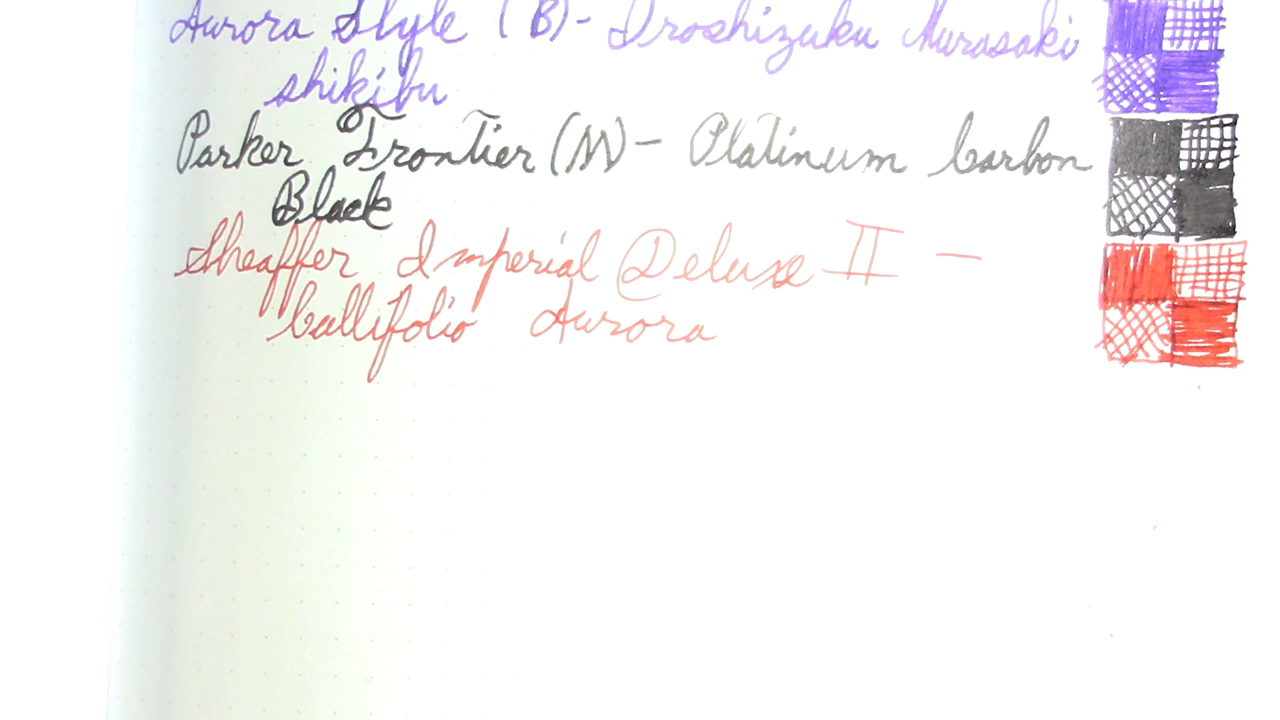 Aurora Style (B)- Iroshizuku Murasaki
shikibu
Parker Frontier (M)- Platinum Carbon
Black
Sheaffer Imperial Deluxe II -
Callifolio Aurora